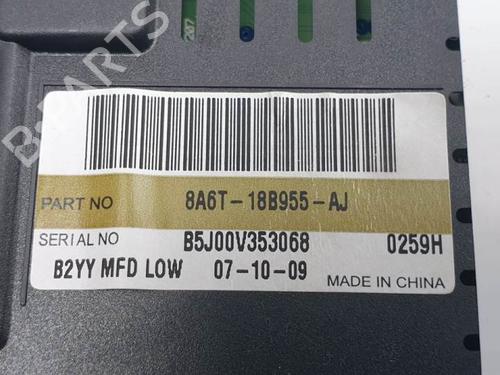 207
B-PARTS
PART NO 8A6T-18B955-AJ
SERIAL NO B5J00V353068 0259H
B2YY MFD LOW 07-10-09
MADE IN CHINA